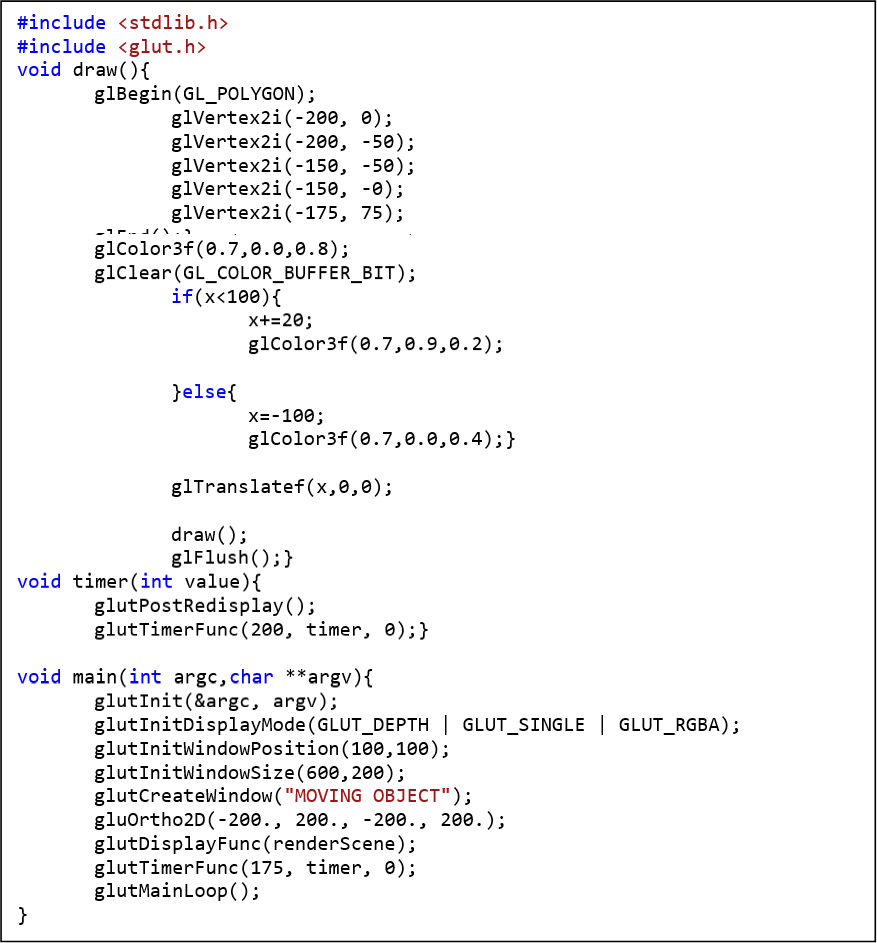 #include <stdlib.h>
#include <glut.h>
void draw(){
glBegin(GL_POLYGON);
glVertex2i(-200, 0);
glVertex2i(-200, -50);
glVertex2i(-150, -50);
glVertex2i(-150, -0);
glVertex2i(-175, 75);
glColor3f(0.7,0.0,0.8);
glClear(GL_COLOR_BUFFER_BIT);
if(x<100){
x+=20;
glColor3f(0.7,0.9,0.2);
}else{
x=-100;
glColor3f(0.7,0.0,0.4);}
glTranslatef(x,0,0);
draw();
glFlush();}
void timer(int value){
glutPostRedisplay();
glutTimerFunc(200, timer, 0);}
void main(int argc,char **argv){
glutInit(&argc, argv);
glutInitDisplayMode(GLUT_DEPTH | GLUT_SINGLE | GLUT_RGBA);
glutInitWindowPosition(100,100);
glutInitWindowSize(600,200);
glutCreateWindow("MOVING OBJECT");
gluOrtho2D(-200., 200., -200., 200.);
glutDisplayFunc(renderScene);
glutTimerFunc(175, timer, 0);
glutMainLoop();
}